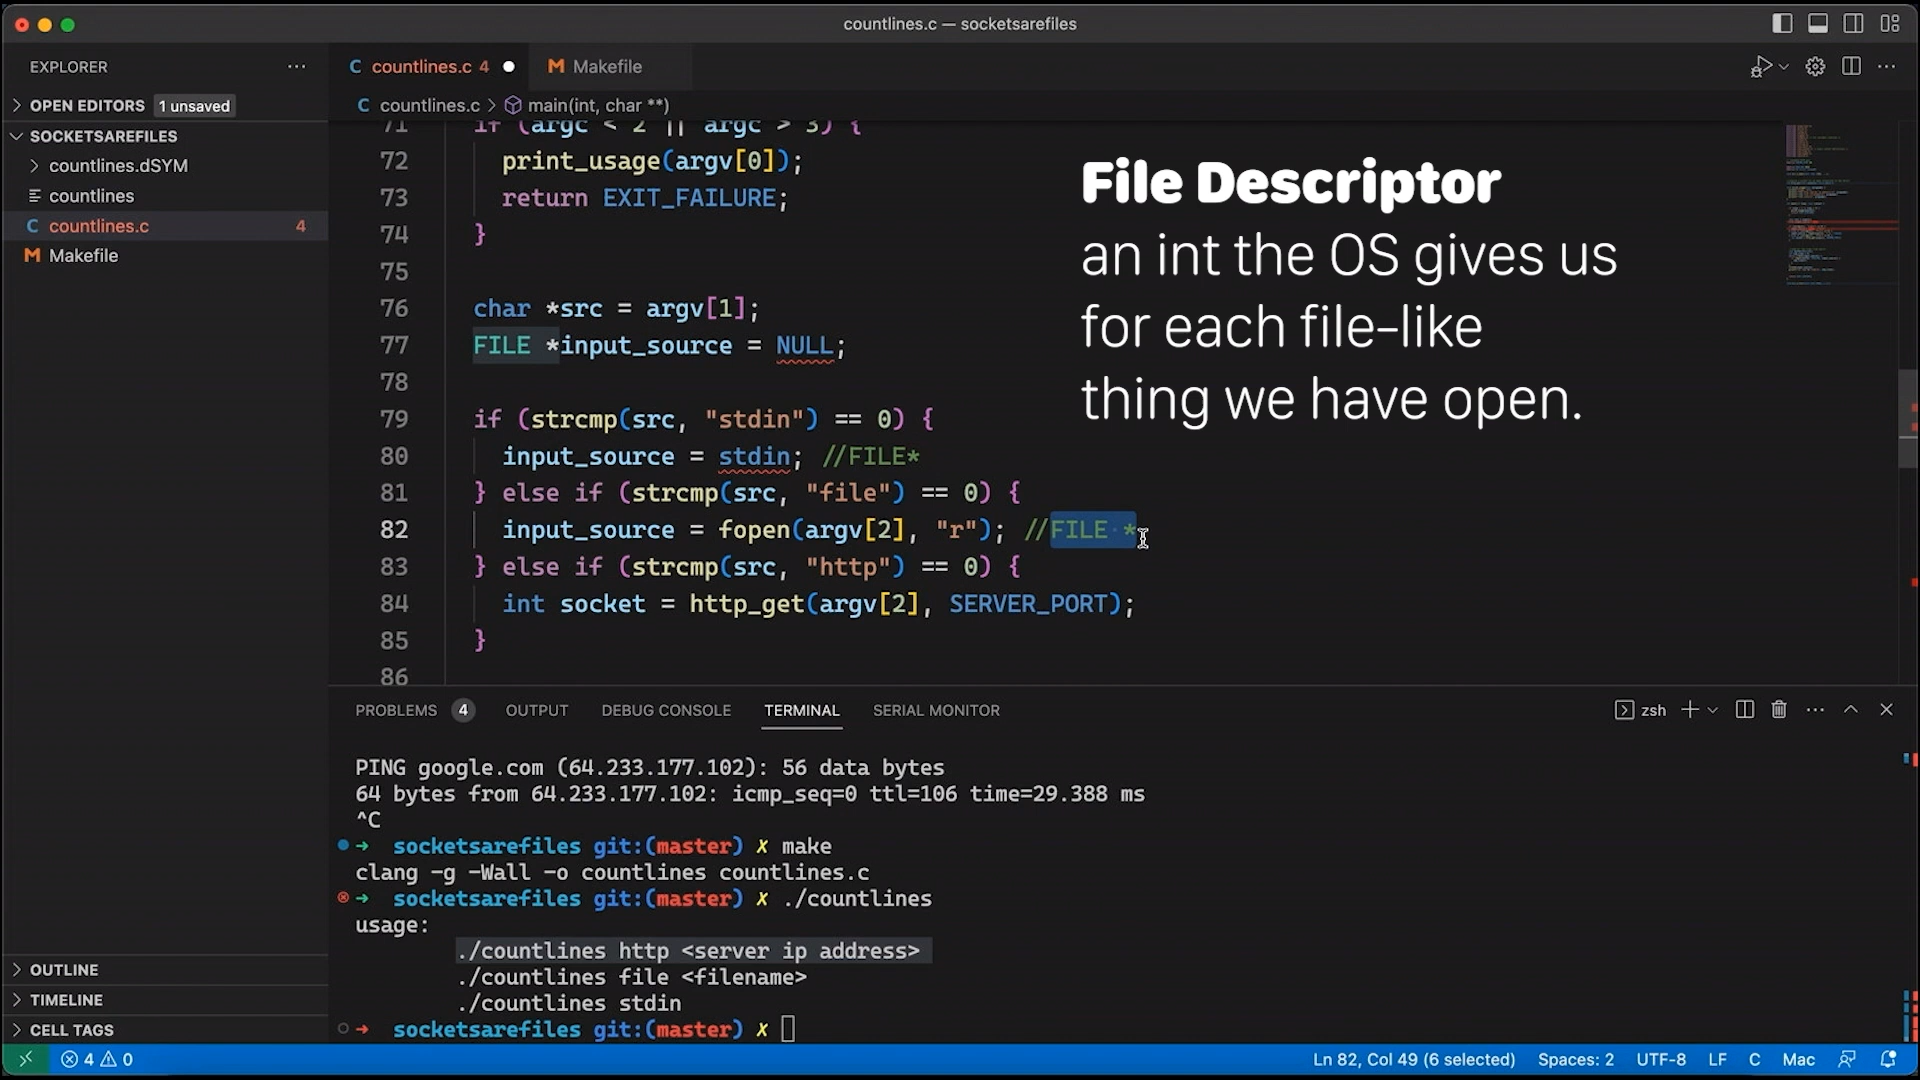 countlines.c — socketsarefiles
EXPLORER
countlines.c 4
Makefile
OPEN EDITORS 1 unsaved
countlines.c > main(int, char **)
SOCKETSAREFILES
countlines.dSYM
countlines
countlines.c 4
Makefile
71 if (argc < 2 || argc > 3) {
72 print_usage(argv[0]);
73 return EXIT_FAILURE;
74 }
75
76 char *src = argv[1];
77 FILE *input_source = NULL;
78
79 if (strcmp(src, "stdin") == 0) {
80 input_source = stdin; //FILE*
81 } else if (strcmp(src, "file") == 0) {
82 input_source = fopen(argv[2], "r"); //FILE *
83 } else if (strcmp(src, "http") == 0) {
84 int socket = http_get(argv[2], SERVER_PORT);
85 }
86
File Descriptor
an int the OS gives us
for each file-like
thing we have open.
PROBLEMS 4 OUTPUT DEBUG CONSOLE TERMINAL SERIAL MONITOR
zsh
PING google.com (64.233.177.102): 56 data bytes
64 bytes from 64.233.177.102: icmp_seq=0 ttl=106 time=29.388 ms
^C
→ socketsarefiles git:(master) ✗ make
clang -g -Wall -o countlines countlines.c
→ socketsarefiles git:(master) ✗ ./countlines
usage:
./countlines http <server ip address>
./countlines file <filename>
./countlines stdin
→ socketsarefiles git:(master) ✗
OUTLINE
TIMELINE
CELL TAGS
4 0
Ln 82, Col 49 (6 selected) Spaces: 2 UTF-8 LF C Mac